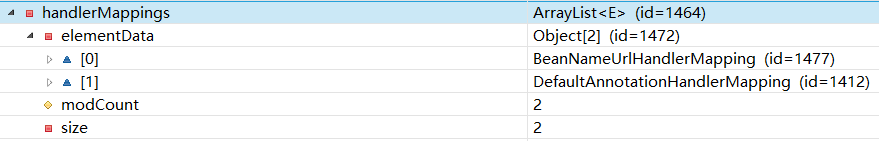 handlerMappings ArrayList<E> (id=1464)
elementData Object[2] (id=1472)
[0] BeanNameUrlHandlerMapping (id=1477)
[1] DefaultAnnotationHandlerMapping (id=1412)
modCount 2
size 2